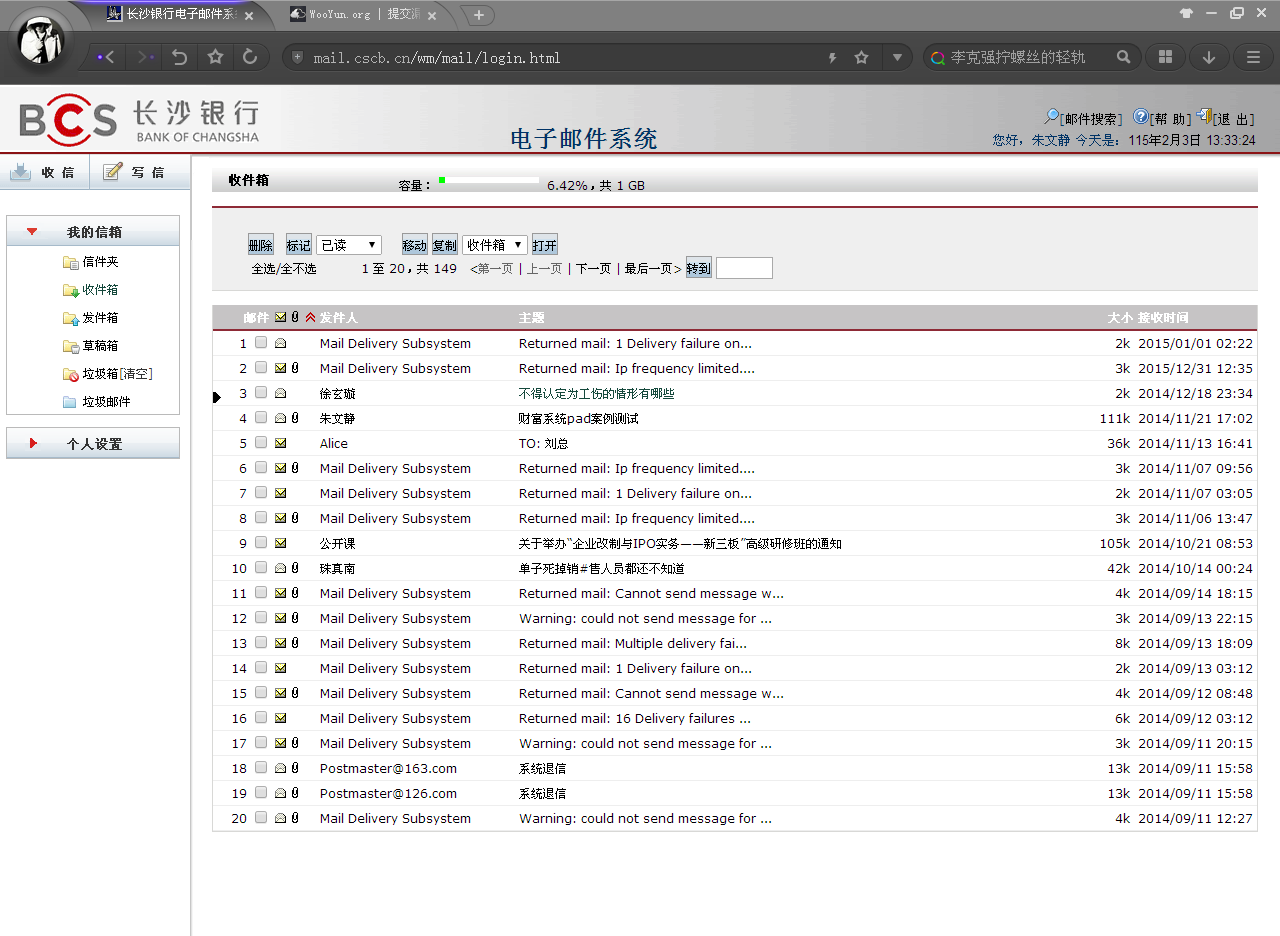 长沙银行电子邮件系
WooYun.org | 提交漏
mail.cscb.cn/wm/mail/login.html
李克强拧螺丝的轻轨
BCS 长沙银行
BANK OF CHANGSHA
电子邮件系统
[邮件搜索] [帮 助] [退 出]
您好，朱文静 今天是： 115年2月3日 13:33:24
收 信 写 信
收件箱 容量： 6.42%，共 1 GB
我的信箱
信件夹
收件箱
发件箱
草稿箱
垃圾箱[清空]
垃圾邮件
个人设置
删除 标记 已读 移动 复制 收件箱 打开
全选/全不选 1 至 20，共 149 <第一页 | 上一页 | 下一页 | 最后一页> 转到
邮件 发件人 主题 大小 接收时间
1 Mail Delivery Subsystem Returned mail: 1 Delivery failure on... 2k 2015/01/01 02:22
2 Mail Delivery Subsystem Returned mail: Ip frequency limited.... 3k 2015/12/31 12:35
3 徐玄璇 不得认定为工伤的情形有哪些 2k 2014/12/18 23:34
4 朱文静 财富系统pad案例测试 111k 2014/11/21 17:02
5 Alice TO: 刘总 36k 2014/11/13 16:41
6 Mail Delivery Subsystem Returned mail: Ip frequency limited.... 3k 2014/11/07 09:56
7 Mail Delivery Subsystem Returned mail: 1 Delivery failure on... 2k 2014/11/07 03:05
8 Mail Delivery Subsystem Returned mail: Ip frequency limited.... 3k 2014/11/06 13:47
9 公开课 关于举办“企业改制与IPO实务——新三板”高级研修班的通知 105k 2014/10/21 08:53
10 珠真南 单子死掉销#售人员都还不知道 42k 2014/10/14 00:24
11 Mail Delivery Subsystem Returned mail: Cannot send message w... 4k 2014/09/14 18:15
12 Mail Delivery Subsystem Warning: could not send message for ... 3k 2014/09/13 22:15
13 Mail Delivery Subsystem Returned mail: Multiple delivery fai... 8k 2014/09/13 18:09
14 Mail Delivery Subsystem Returned mail: 1 Delivery failure on... 2k 2014/09/13 03:12
15 Mail Delivery Subsystem Returned mail: Cannot send message w... 4k 2014/09/12 08:48
16 Mail Delivery Subsystem Returned mail: 16 Delivery failures ... 6k 2014/09/12 03:12
17 Mail Delivery Subsystem Warning: could not send message for ... 3k 2014/09/11 20:15
18 Postmaster@163.com 系统退信 13k 2014/09/11 15:58
19 Postmaster@126.com 系统退信 13k 2014/09/11 15:58
20 Mail Delivery Subsystem Warning: could not send message for ... 4k 2014/09/11 12:27